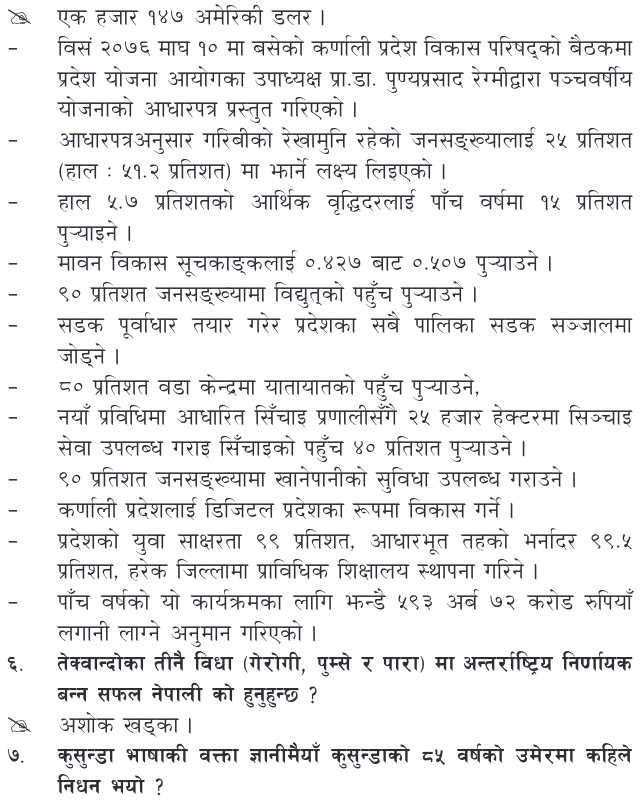 एक हजार १४७ अमेरिकी डलर ।
– विसं २०७६ माघ १० मा बसेको कर्णाली प्रदेश विकास परिषद्को बैठकमा
प्रदेश योजना आयोगका उपाध्यक्ष प्रा.डा. पुण्यप्रसाद रेग्मीद्वारा पञ्चवर्षीय
योजनाको आधारपत्र प्रस्तुत गरिएको ।
– आधारपत्रअनुसार गरिबीको रेखामुनि रहेको जनसङ्ख्यालाई २५ प्रतिशत
(हाल : ५१.२ प्रतिशत) मा झार्ने लक्ष्य लिइएको ।
– हाल ५.७ प्रतिशतको आर्थिक वृद्धिदरलाई पाँच वर्षमा १५ प्रतिशत
पुऱ्याइने ।
– मावन विकास सूचकाङ्कलाई ०.४२७ बाट ०.५०७ पुऱ्याउने ।
– ९० प्रतिशत जनसङ्ख्यामा विद्युत्को पहुँच पुऱ्याउने ।
– सडक पूर्वाधार तयार गरेर प्रदेशका सबै पालिका सडक सञ्जालमा
जोड्ने ।
– ८० प्रतिशत वडा केन्द्रमा यातायातको पहुँच पुऱ्याउने,
– नयाँ प्रविधिमा आधारित सिँचाइ प्रणालीसँगै २५ हजार हेक्टरमा सिञ्चाइ
सेवा उपलब्ध गराइ सिँचाइको पहुँच ४० प्रतिशत पुऱ्याउने ।
– ९० प्रतिशत जनसङ्ख्यामा खानेपानीको सुविधा उपलब्ध गराउने ।
– कर्णाली प्रदेशलाई डिजिटल प्रदेशका रूपमा विकास गर्ने ।
– प्रदेशको युवा साक्षरता ९९ प्रतिशत, आधारभूत तहको भर्नादर ९९.५
प्रतिशत, हरेक जिल्लामा प्राविधिक शिक्षालय स्थापना गरिने ।
– पाँच वर्षको यो कार्यक्रमका लागि झन्डै ५९३ अर्ब ७२ करोड रुपियाँ
लगानी लाग्ने अनुमान गरिएको ।
६. तेक्वान्दोका तीनै विधा (गेरोगी, पुम्से र पारा) मा अन्तर्राष्ट्रिय निर्णायक
बन्न सफल नेपाली को हुनुहुन्छ ?
अशोक खड्का ।
७. कुसुन्डा भाषाकी वक्ता ज्ञानीमैयाँ कुसुन्डाको ८५ वर्षको उमेरमा कहिले
निधन भयो ?